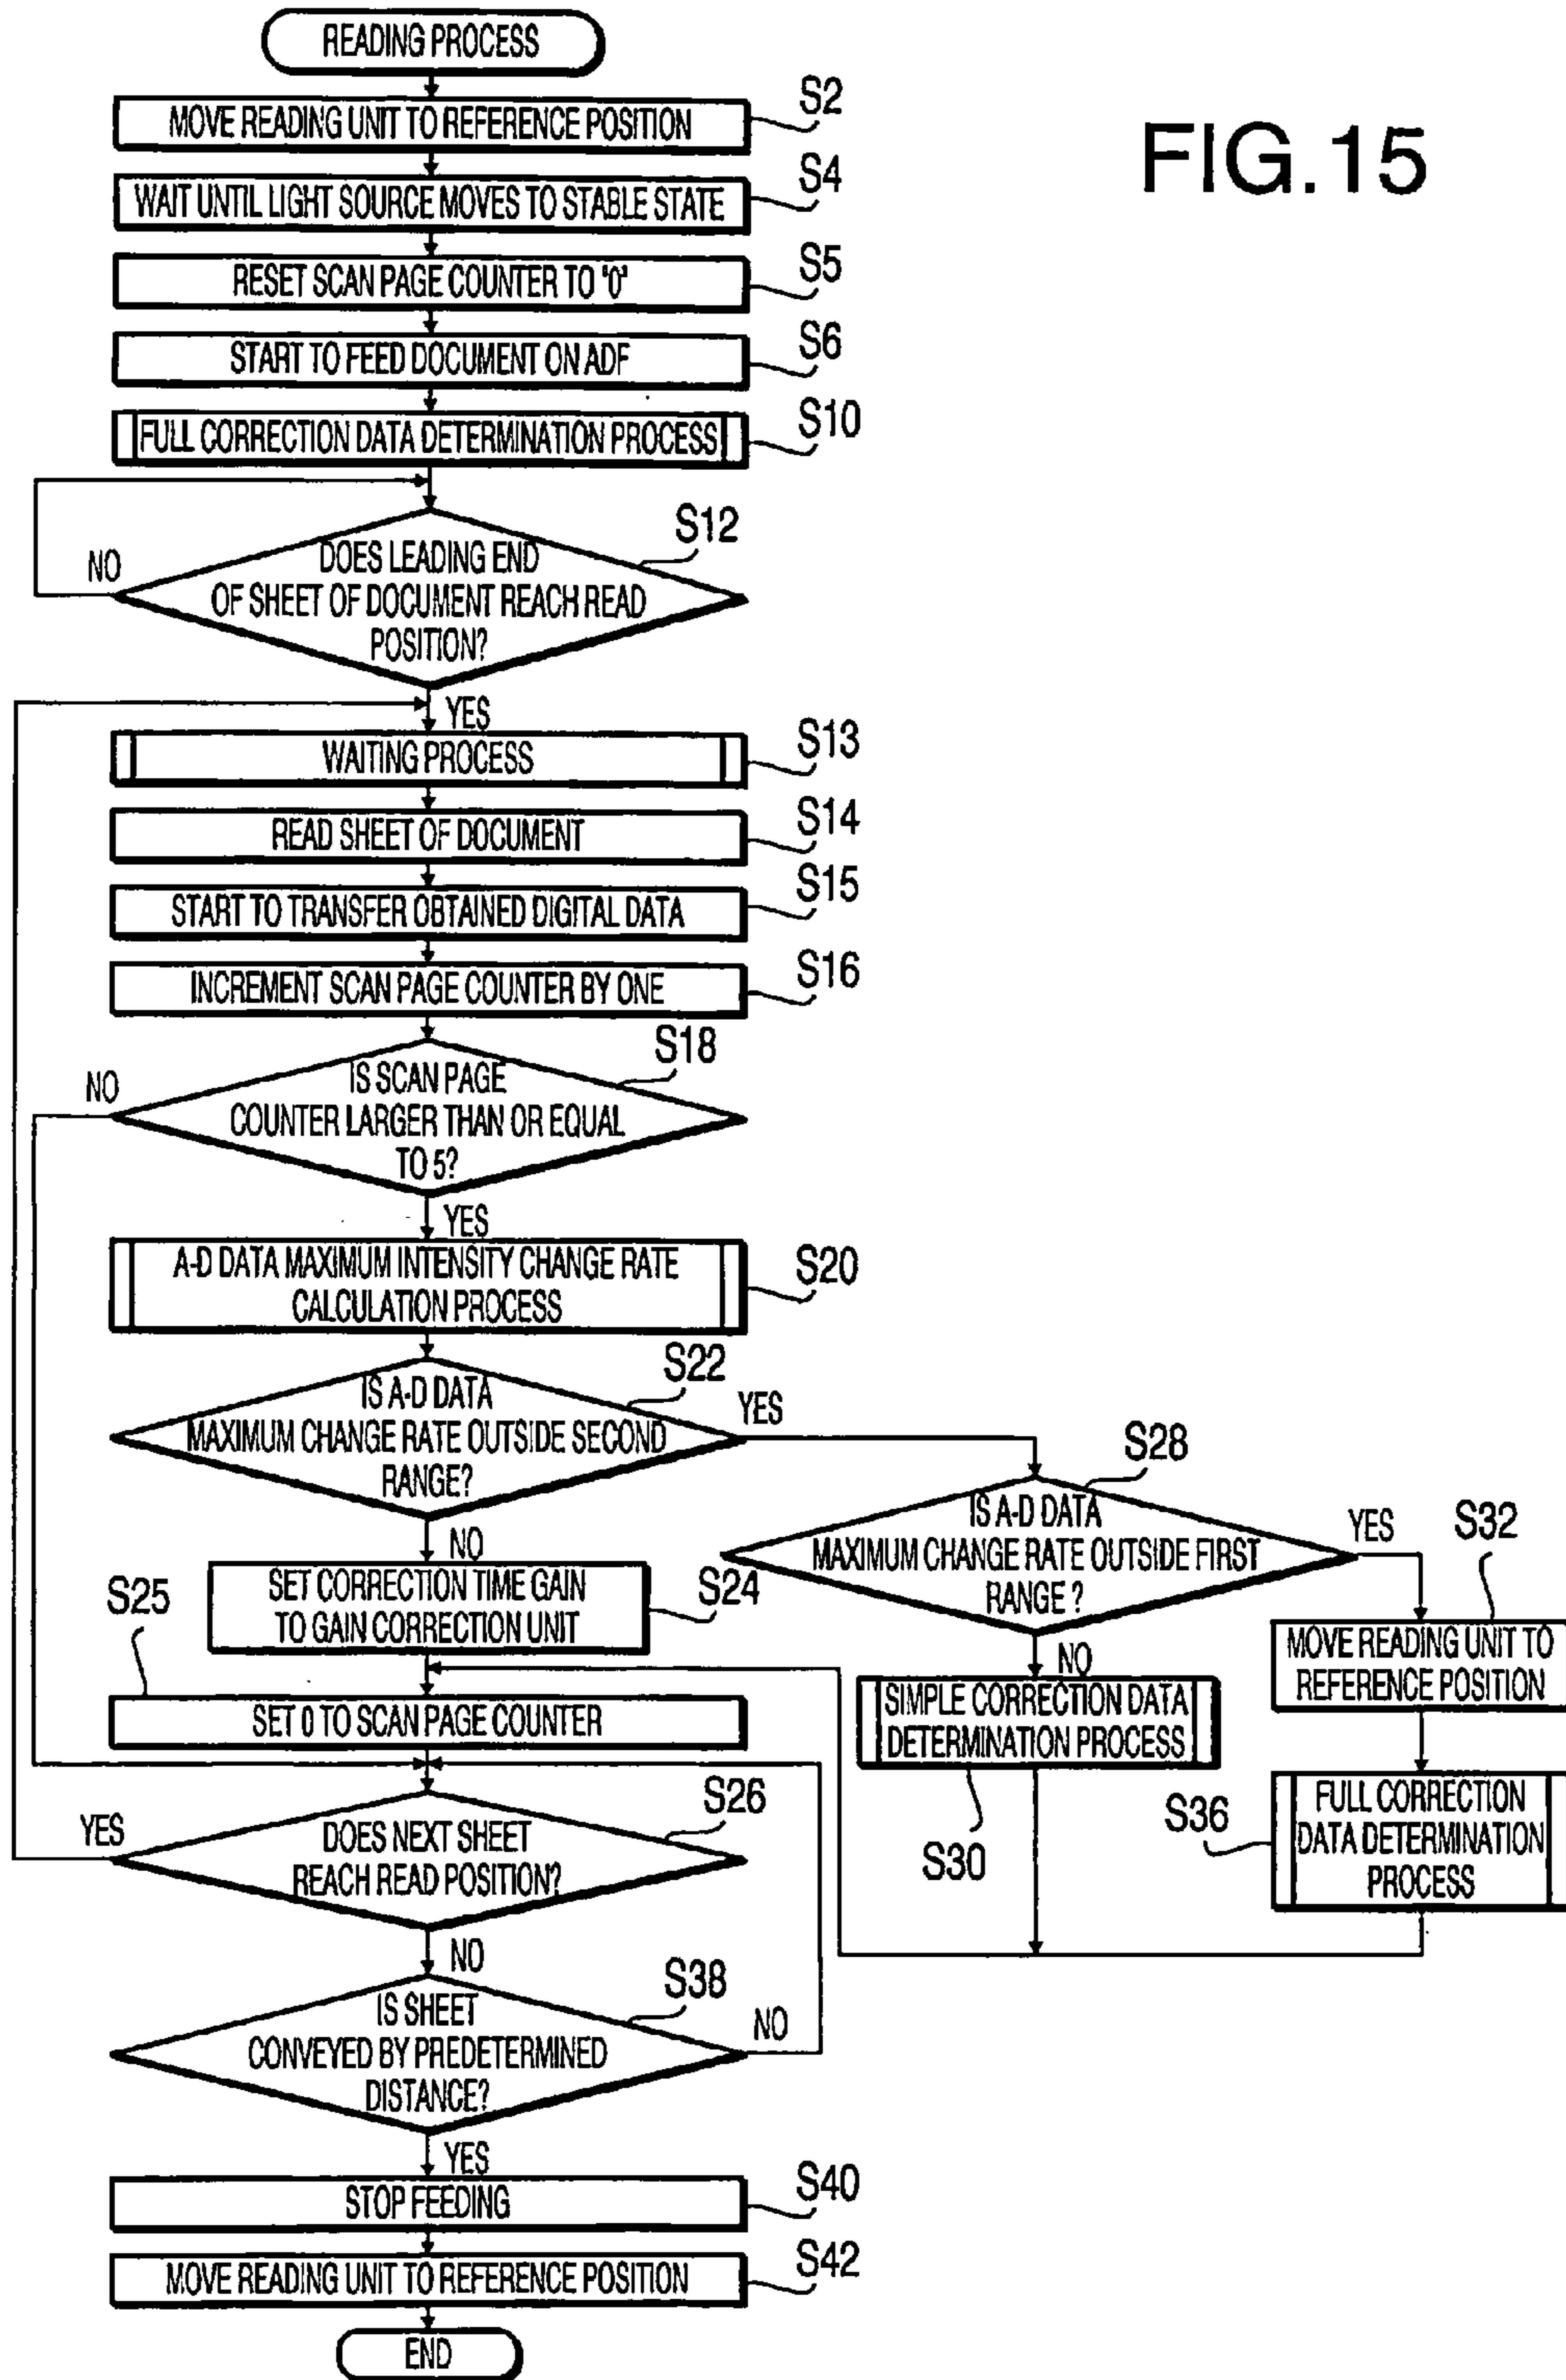 READING PROCESS
FIG.15
S2
MOVE READING UNIT TO REFERENCE POSITION
S4
WAIT UNTIL LIGHT SOURCE MOVES TO STABLE STATE
S5
RESET SCAN PAGE COUNTER TO "0"
S6
START TO FEED DOCUMENT ON ADF
S10
FULL CORRECTION DATA DETERMINATION PROCESS
S12
NO
DOES LEADING END
OF SHEET OF DOCUMENT REACH READ
POSITION?
YES
S13
WAITING PROCESS
S14
READ SHEET OF DOCUMENT
S15
START TO TRANSFER OBTAINED DIGITAL DATA
S16
INCREMENT SCAN PAGE COUNTER BY ONE
S18
NO
IS SCAN PAGE
COUNTER LARGER THAN OR EQUAL
TO 5?
YES
S20
A-D DATA MAXIMUM INTENSITY CHANGE RATE
CALCULATION PROCESS
S22
IS A-D DATA
MAXIMUM CHANGE RATE OUTSIDE SECOND
RANGE?
YES
NO
S28
IS A-D DATA
MAXIMUM CHANGE RATE OUTSIDE FIRST
RANGE ?
YES
NO
S32
MOVE READING UNIT TO
REFERENCE POSITION
S24
SET CORRECTION TIME GAIN
TO GAIN CORRECTION UNIT
S25
SET 0 TO SCAN PAGE COUNTER
SIMPLE CORRECTION DATA
DETERMINATION PROCESS
S30
S36
FULL CORRECTION
DATA DETERMINATION
PROCESS
S26
YES
DOES NEXT SHEET
REACH READ POSITION?
NO
S38
IS SHEET
CONVEYED BY PREDETERMINED
DISTANCE?
NO
YES
S40
STOP FEEDING
S42
MOVE READING UNIT TO REFERENCE POSITION
END